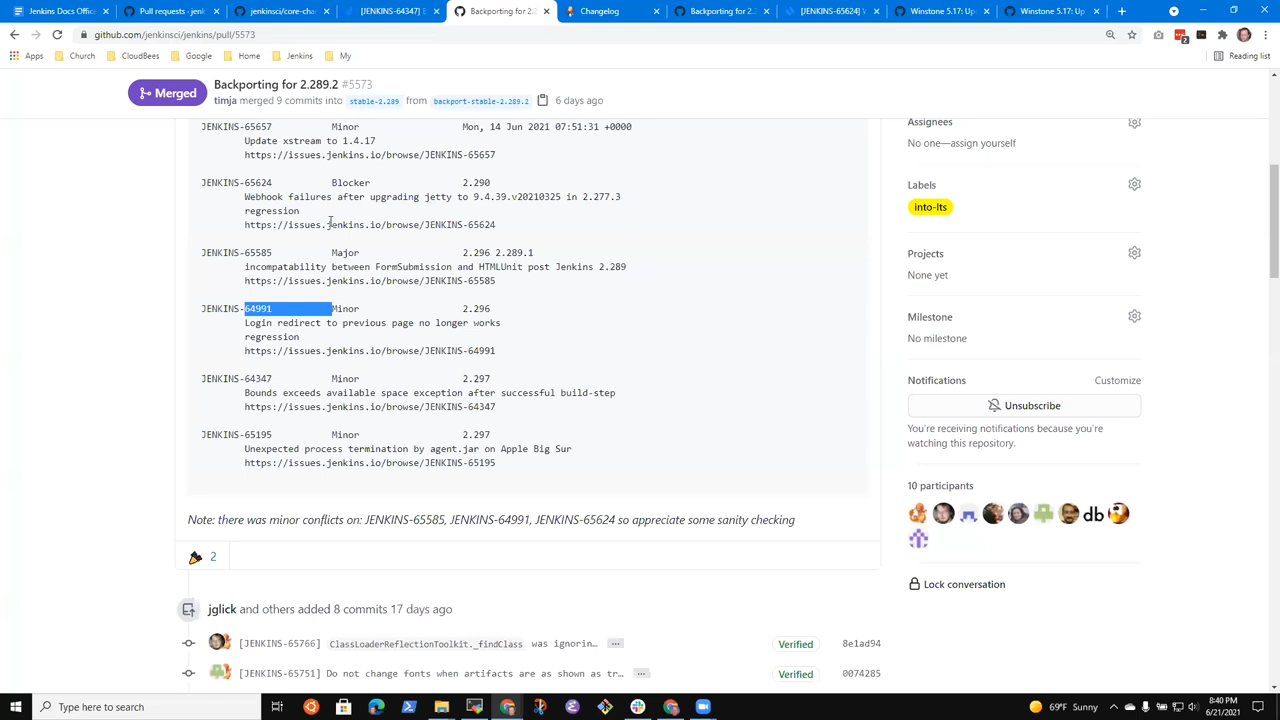 Jenkins Docs Office
Pull requests · jenk
jenkinsci/core-cha
[JENKINS-64347] E
Backporting for 2.2
Changelog
Backporting for 2.2
[JENKINS-65624] W
Winstone 5.17: Up
Winstone 5.17: Up
github.com/jenkinsci/jenkins/pull/5573
2
Apps
Church
CloudBees
Google
Home
Jenkins
My
Reading list
Merged
Backporting for 2.289.2 #5573
timja merged 9 commits into stable-2.289 from backport-stable-2.289.2 6 days ago
JENKINS-65657 Minor Mon, 14 Jun 2021 07:51:31 +0000
Update xstream to 1.4.17
https://issues.jenkins.io/browse/JENKINS-65657
JENKINS-65624 Blocker 2.290
Webhook failures after upgrading jetty to 9.4.39.v20210325 in 2.277.3
regression
https://issues.jenkins.io/browse/JENKINS-65624
JENKINS-65585 Major 2.296 2.289.1
incompatability between FormSubmission and HTMLUnit post Jenkins 2.289
https://issues.jenkins.io/browse/JENKINS-65585
JENKINS-64991 Minor 2.296
Login redirect to previous page no longer works
regression
https://issues.jenkins.io/browse/JENKINS-64991
JENKINS-64347 Minor 2.297
Bounds exceeds available space exception after successful build-step
https://issues.jenkins.io/browse/JENKINS-64347
JENKINS-65195 Minor 2.297
Unexpected process termination by agent.jar on Apple Big Sur
https://issues.jenkins.io/browse/JENKINS-65195
Note: there was minor conflicts on: JENKINS-65585, JENKINS-64991, JENKINS-65624 so appreciate some sanity checking
2
jglick and others added 8 commits 17 days ago
[JENKINS-65766] ClassLoaderReflectionToolkit._findClass was ignorin… … Verified 8e1ad94
[JENKINS-65751] Do not change fonts when artifacts are as shown as tr… … Verified 0074285
Assignees
No one—assign yourself
Labels
into-lts
Projects
None yet
Milestone
No milestone
Notifications
Customize
Unsubscribe
You're receiving notifications because you're
watching this repository.
10 participants
db
Lock conversation
Type here to search
69°F Sunny
8:40 PM
6/21/2021